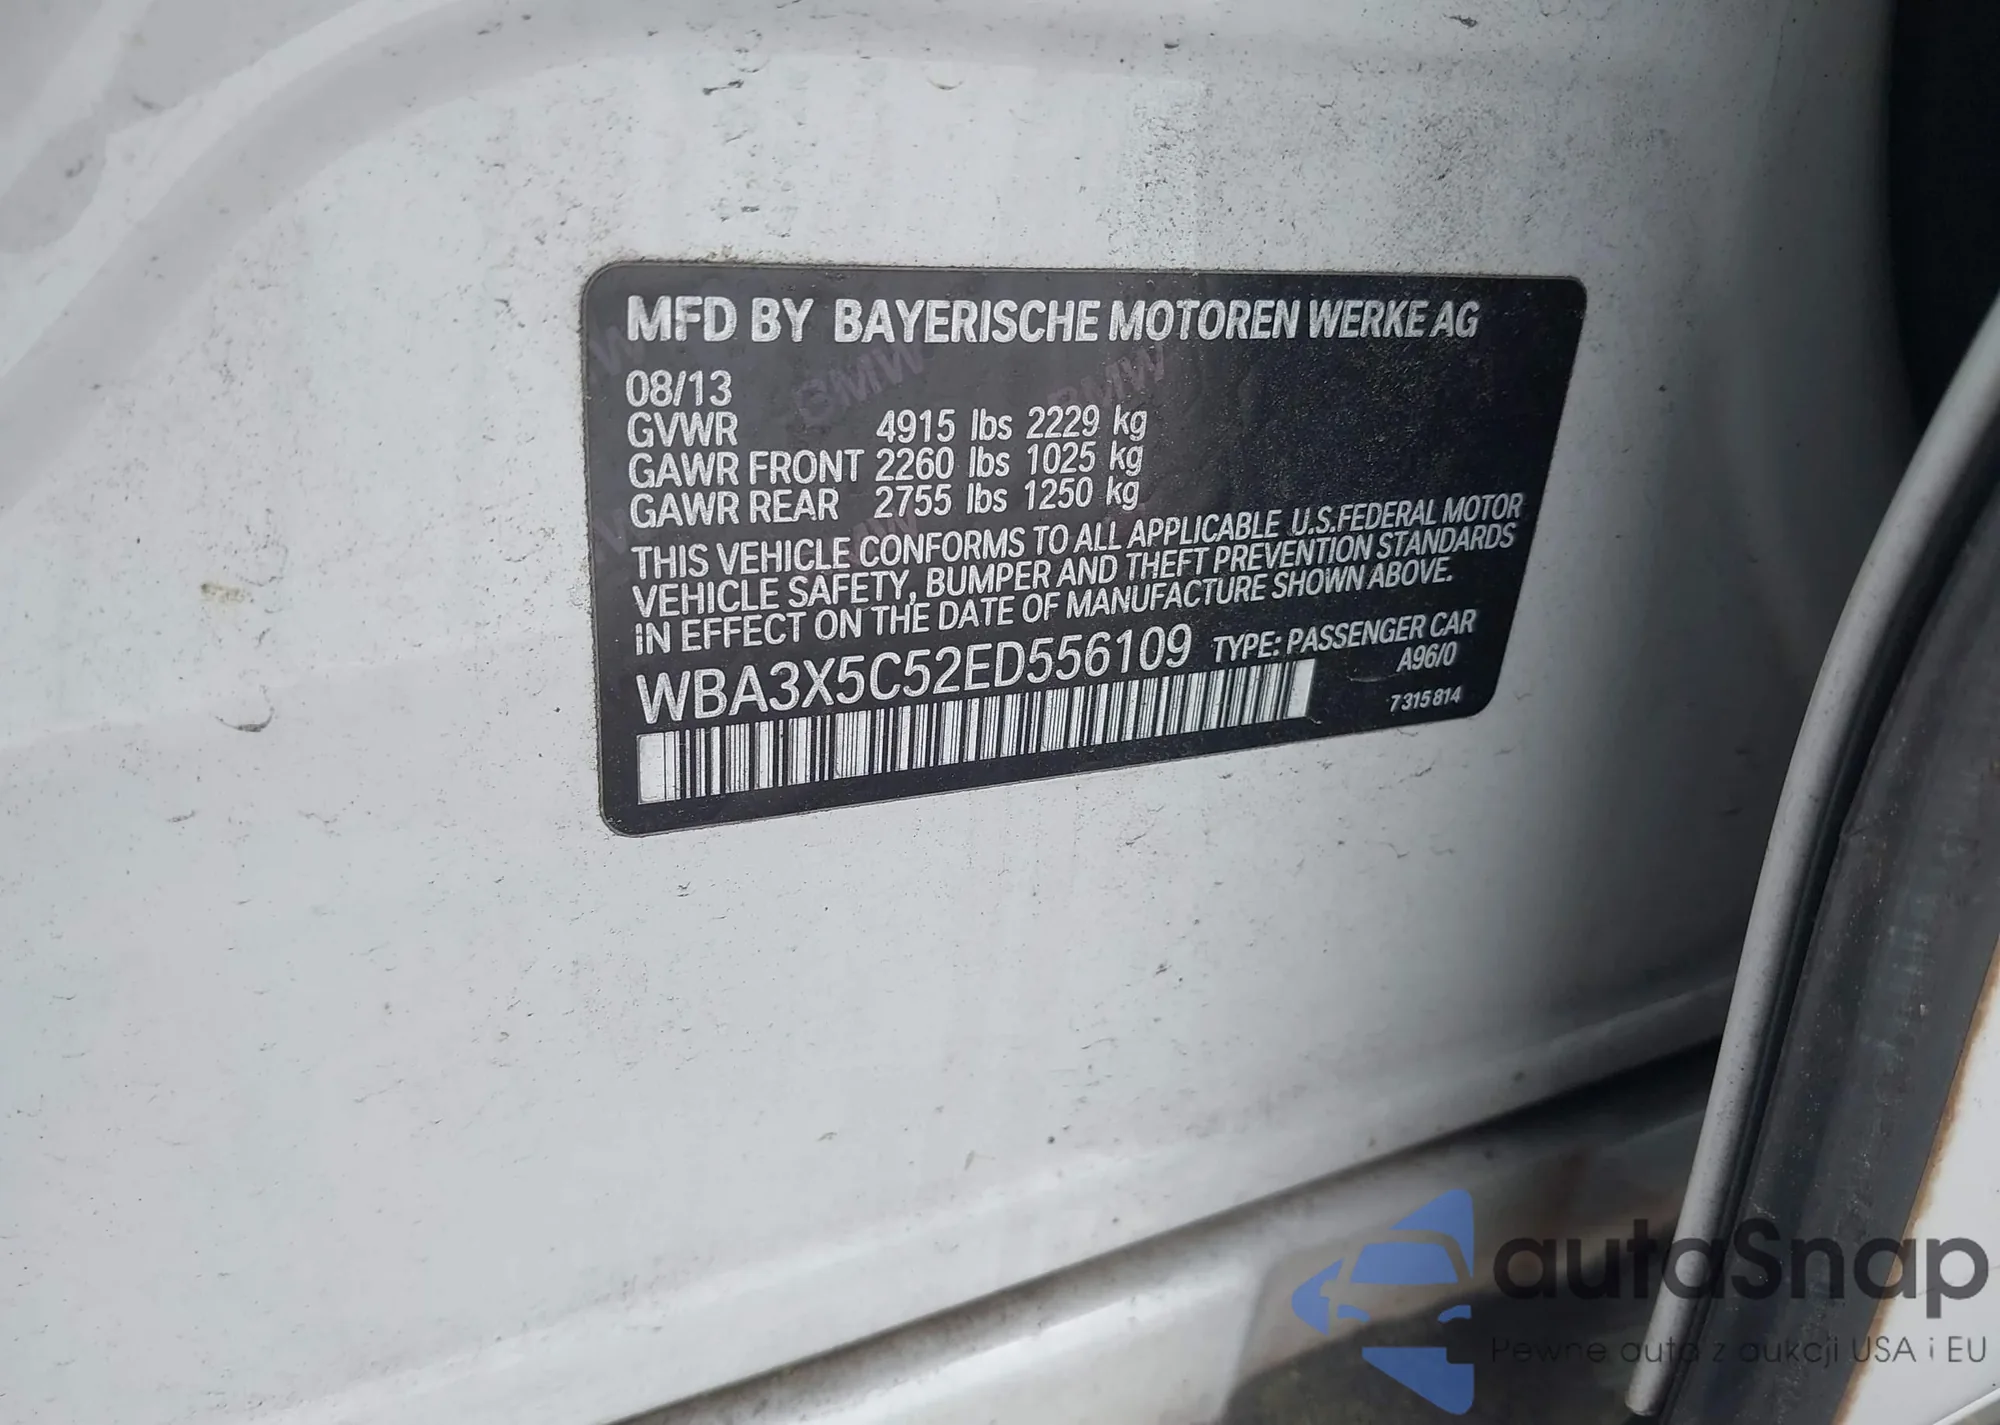 MFD BY BAYERISCHE MOTOREN WERKE AG
08/13
GVWR 4915 lbs 2229 kg
GAWR FRONT 2260 lbs 1025 kg
GAWR REAR 2755 lbs 1250 kg
THIS VEHICLE CONFORMS TO ALL APPLICABLE U.S.FEDERAL MOTOR
VEHICLE SAFETY, BUMPER AND THEFT PREVENTION STANDARDS
IN EFFECT ON THE DATE OF MANUFACTURE SHOWN ABOVE.
WBA3X5C52ED556109 TYPE: PASSENGER CAR
A96/0
7315814
autaSnap
Pewne auta z aukcji USA i EU